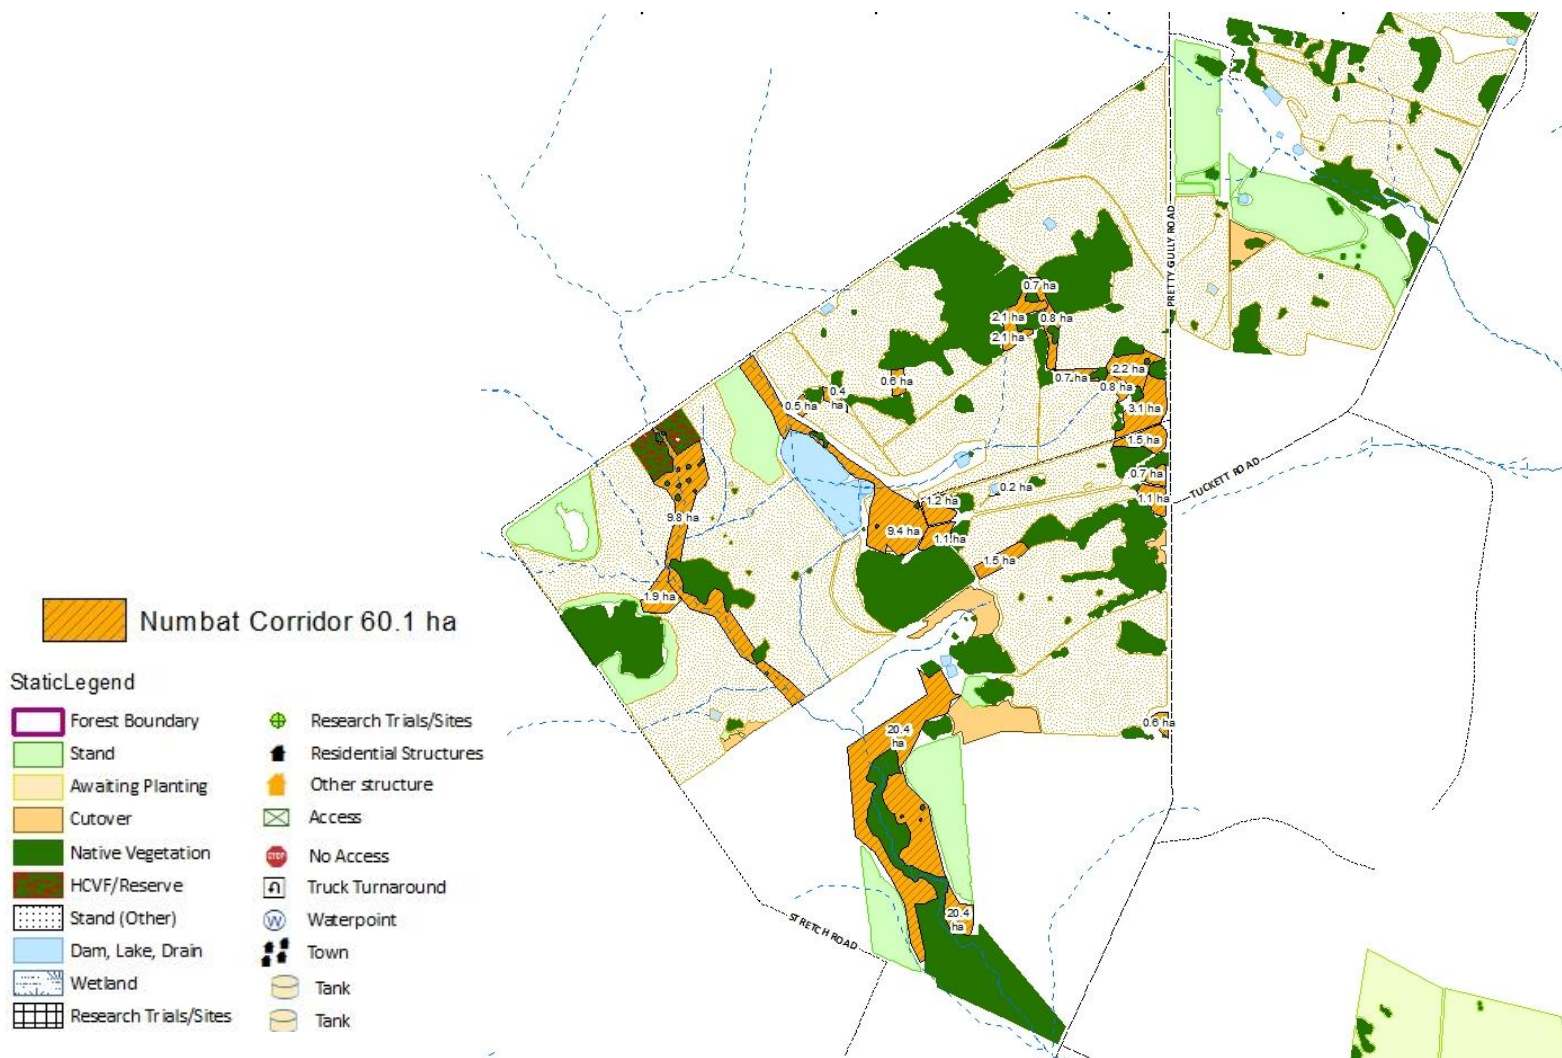 PRETTY GULLY ROAD
0.7 ha
2.1 ha
0.8 ha
2.1 ha
2.2 ha
0.7 ha
0.6 ha
0.8 ha
0.4
ha
0.5 ha
3.1 ha
1.5 ha
TUCKETT ROAD
0.7 ha
0.2 ha
1.2 ha
1.1 ha
9.8 ha
9.4 ha
1.1 ha
1.5 ha
1.9 ha
Numbat Corridor 60.1 ha
0.6 ha
20.4
ha
20.4
ha
STRETCH ROAD
StaticLegend
Forest Boundary
Stand
Awaiting Planting
Cutover
Native Vegetation
HCVF/Reserve
Stand (Other)
Dam, Lake, Drain
Wetland
Research Trials/Sites
Research Trials/Sites
Residential Structures
Other structure
Access
STOP
No Access
Truck Turnaround
W
Waterpoint
Town
Tank
Tank